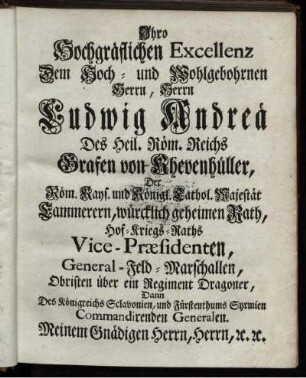 Ihro
Hochgräflichen Excellenz
Dem Hoch- und Wohlgebohrnen
Herrn, Herrn
Ludwig Andreä
Des Heil. Röm. Reichs
Grafen von Khevenhüller,
Der
Röm. Kays. und Königl. Cathol. Majestät
Cammerern, würcklich geheimen Rath,
Hof-Kriegs-Raths
Vice-Præsidenten,
General-Feld-Marschallen,
Obristen über ein Regiment Dragoner,
Dann
Des Königreichs Sclavonien, und Fürstenthums Syrmien
Commandirenden Generalen.
Meinem Gnädigen Herrn, Herrn, ꝛc. ꝛc.